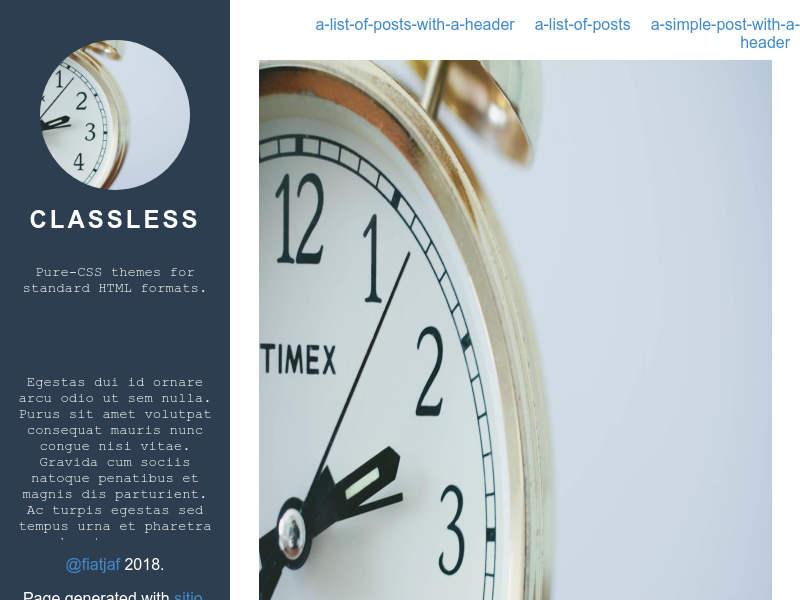 CLASSLESS
Pure-CSS themes for
standard HTML formats.
Egestas dui id ornare
arcu odio ut sem nulla.
Purus sit amet volutpat
consequat mauris nunc
congue nisi vitae.
Gravida cum sociis
natoque penatibus et
magnis dis parturient.
Ac turpis egestas sed
tempus urna et pharetra
@fiatjaf 2018.
Page generated with sitio
a-list-of-posts-with-a-header a-list-of-posts a-simple-post-with-a-
header
1
2
3
4
12
1
TIMEX
2
3